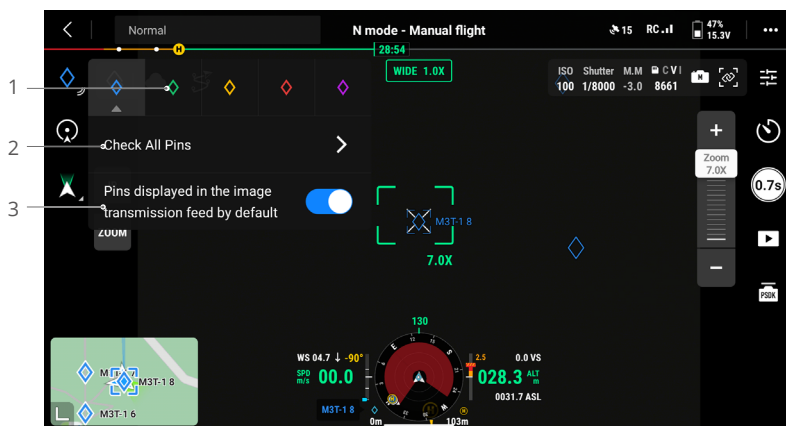 Normal
N mode - Manual flight
15
RC
47%
15.3V
H
28:54
WIDE 1.0X
ISO Shutter M.M C V I
100 1/8000 -3.0 8661
N
1
2
3
Check All Pins
Pins displayed in the image
transmission feed by default
ZOOM
+
Zoom
7.0X
−
0.7s
PSDK
M3T-1 8
7.0X
130
WS 04.7 ↓ -90°
SPD
m/s
00.0
2.5
0.0 VS
028.3
ALT
m
0031.7 ASL
E
S
W
12
15
M3T-1 8
0m
103m
M3T-1 8
M3T-1 6